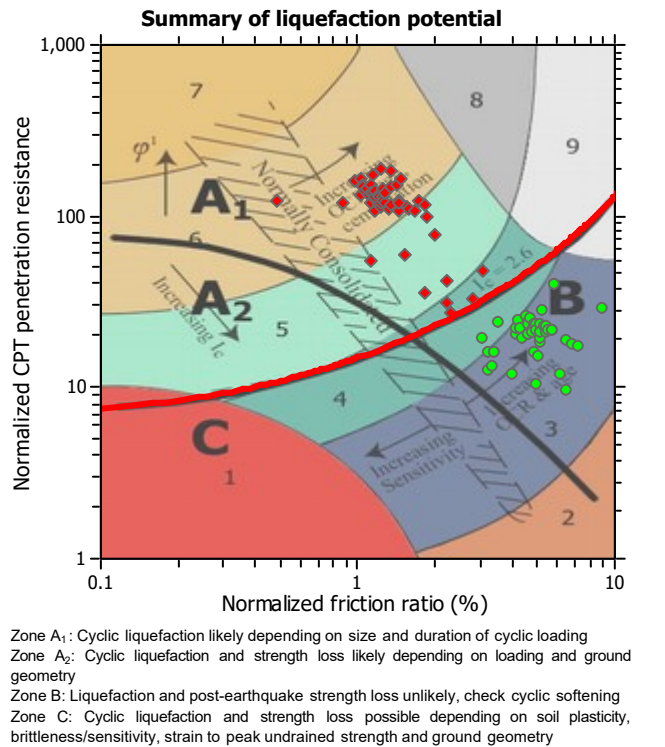 Summary of liquefaction potential
1,000
100
10
1
Normalized CPT penetration resistance
7
8
9
φ'
A1
6
Normally Consolidated
Increasing
A2
Increasing Ic
5
Ic = 2.6
B
4
Increasing
OCR & age
3
C
1
Increasing
Sensitivity
2
0.1
1
10
Normalized friction ratio (%)
Zone A1: Cyclic liquefaction likely depending on size and duration of cyclic loading
Zone A2: Cyclic liquefaction and strength loss likely depending on loading and ground
geometry
Zone B: Liquefaction and post-earthquake strength loss unlikely, check cyclic softening
Zone C: Cyclic liquefaction and strength loss possible depending on soil plasticity,
brittleness/sensitivity, strain to peak undrained strength and ground geometry